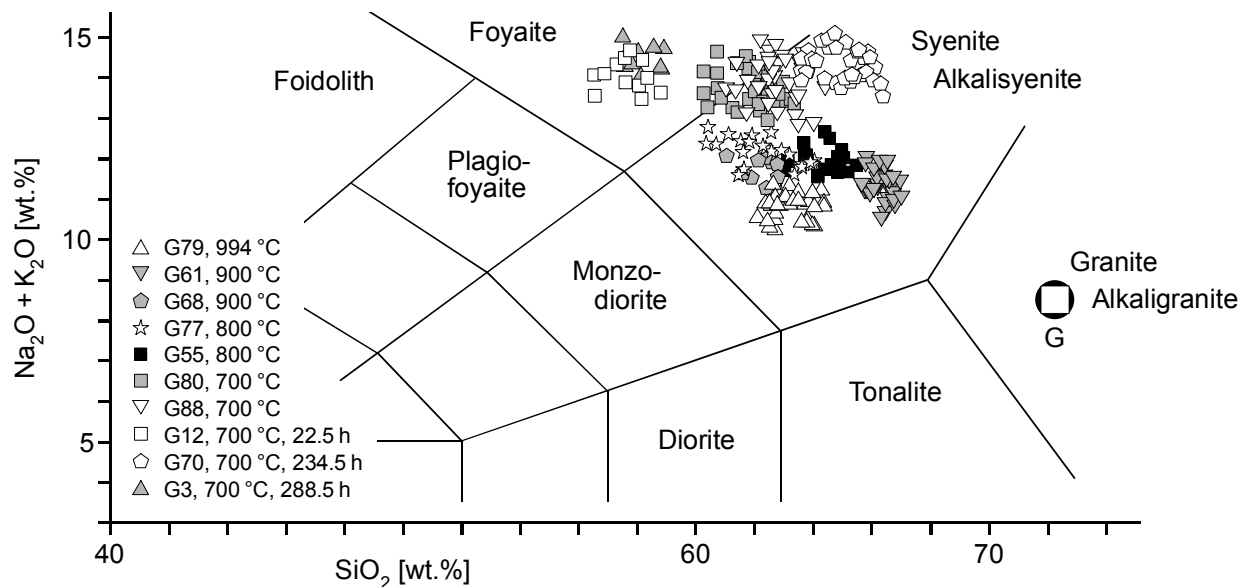 15
10
5
Na₂O + K₂O [wt.%]
Foyaite
Syenite
Alkalisyenite
Foidolith
Plagio-
foyaite
Monzo-
diorite
Granite
Alkaligranite
G
Tonalite
Diorite
G79, 994 °C
G61, 900 °C
G68, 900 °C
G77, 800 °C
G55, 800 °C
G80, 700 °C
G88, 700 °C
G12, 700 °C, 22.5 h
G70, 700 °C, 234.5 h
G3, 700 °C, 288.5 h
40
60
70
SiO₂ [wt.%]